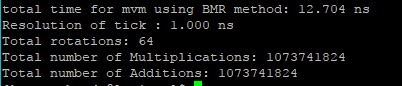 total time for mvm using BMR method: 12.704 ns
Resolution of tick : 1.000 ns
Total rotations: 64
Total number of Multiplications: 1073741824
Total number of Additions: 1073741824